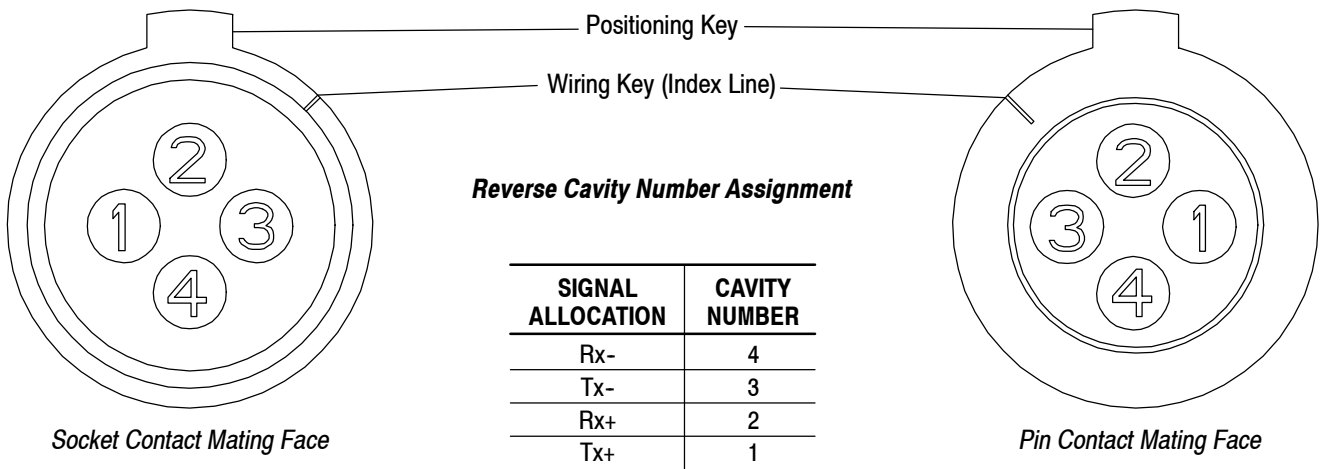 Positioning Key
Wiring Key (Index Line)
2
1
3
4
Socket Contact Mating Face
Reverse Cavity Number Assignment
SIGNAL ALLOCATION CAVITY NUMBER
Rx- 4
Tx- 3
Rx+ 2
Tx+ 1
2
3
1
4
Pin Contact Mating Face